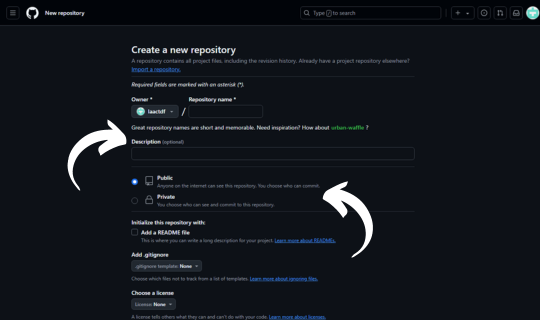 New repository
Type / to search
Create a new repository
A repository contains all project files, including the revision history. Already have a project repository elsewhere?
Import a repository.
Required fields are marked with an asterisk (*).
Owner * Repository name *
laactdf /
Great repository names are short and memorable. Need inspiration? How about urban-waffle ?
Description (optional)
Public
Anyone on the internet can see this repository. You choose who can commit.
Private
You choose who can see and commit to this repository.
Initialize this repository with:
Add a README file
This is where you can write a long description for your project. Learn more about READMEs.
Add .gitignore
.gitignore template: None
Choose which files not to track from a list of templates. Learn more about ignoring files.
Choose a license
License: None
A license tells others what they can and can't do with your code. Learn more about licenses.